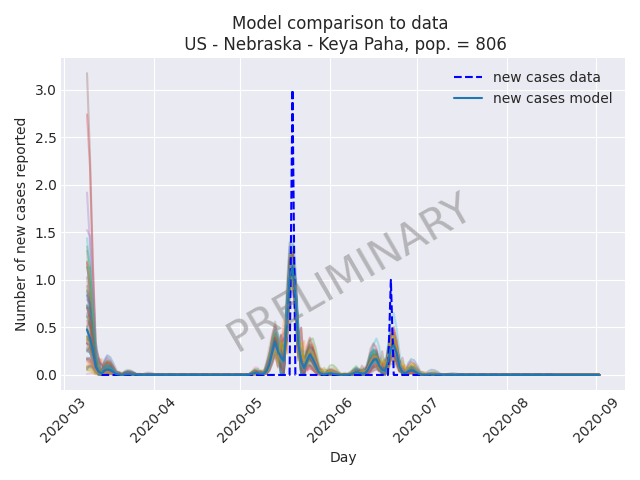 Model comparison to data
US - Nebraska - Keya Paha, pop. = 806
new cases data
new cases model
Number of new cases reported
3.0
2.5
2.0
1.5
1.0
0.5
0.0
PRELIMINARY
2020-03
2020-04
2020-05
2020-06
2020-07
2020-08
2020-09
Day